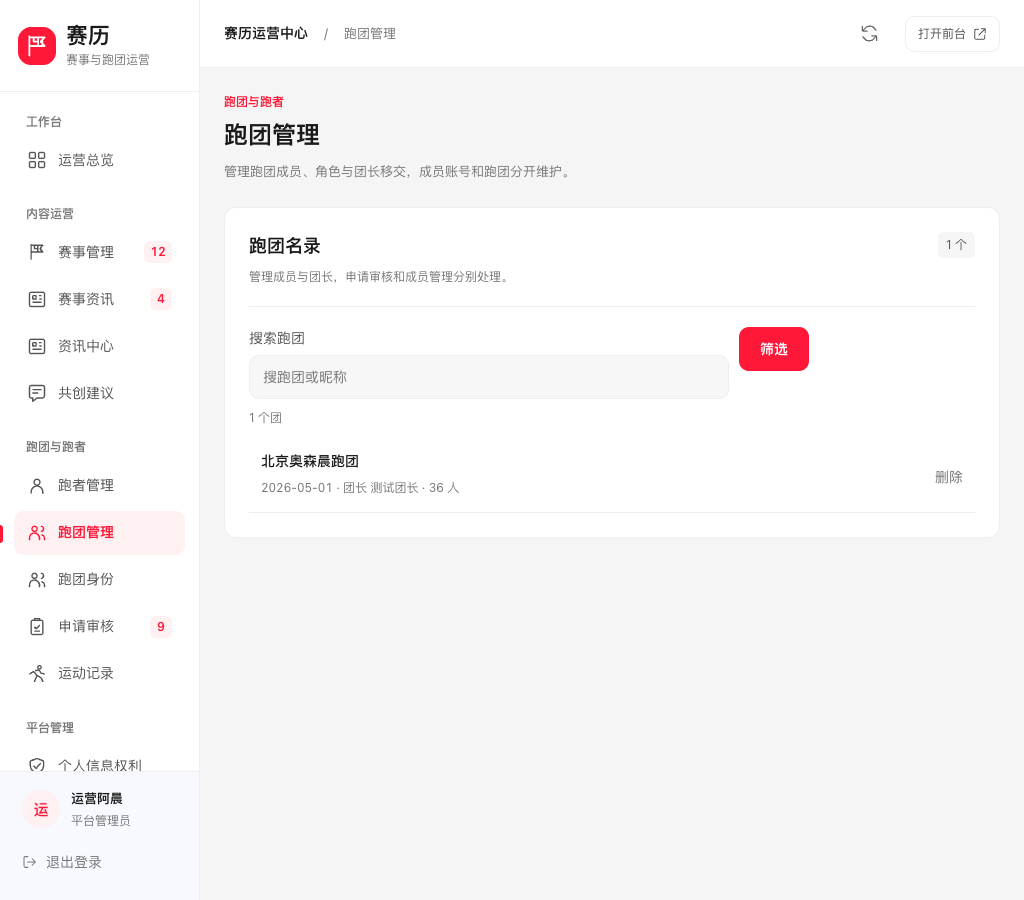 赛历
赛事与跑团运营
工作台
运营总览
内容运营
赛事管理 12
赛事资讯 4
资讯中心
共创建议
跑团与跑者
跑者管理
跑团管理
跑团身份
申请审核 9
运动记录
平台管理
个人信息权利
运 运营阿晨
平台管理员
退出登录
赛历运营中心 / 跑团管理
打开前台
跑团与跑者
跑团管理
管理跑团成员、角色与团长移交，成员账号和跑团分开维护。
跑团名录 1 个
管理成员与团长，申请审核和成员管理分别处理。
搜索跑团
搜跑团或昵称
筛选
1 个团
北京奥森晨跑团
2026-05-01 · 团长 测试团长 · 36 人
删除